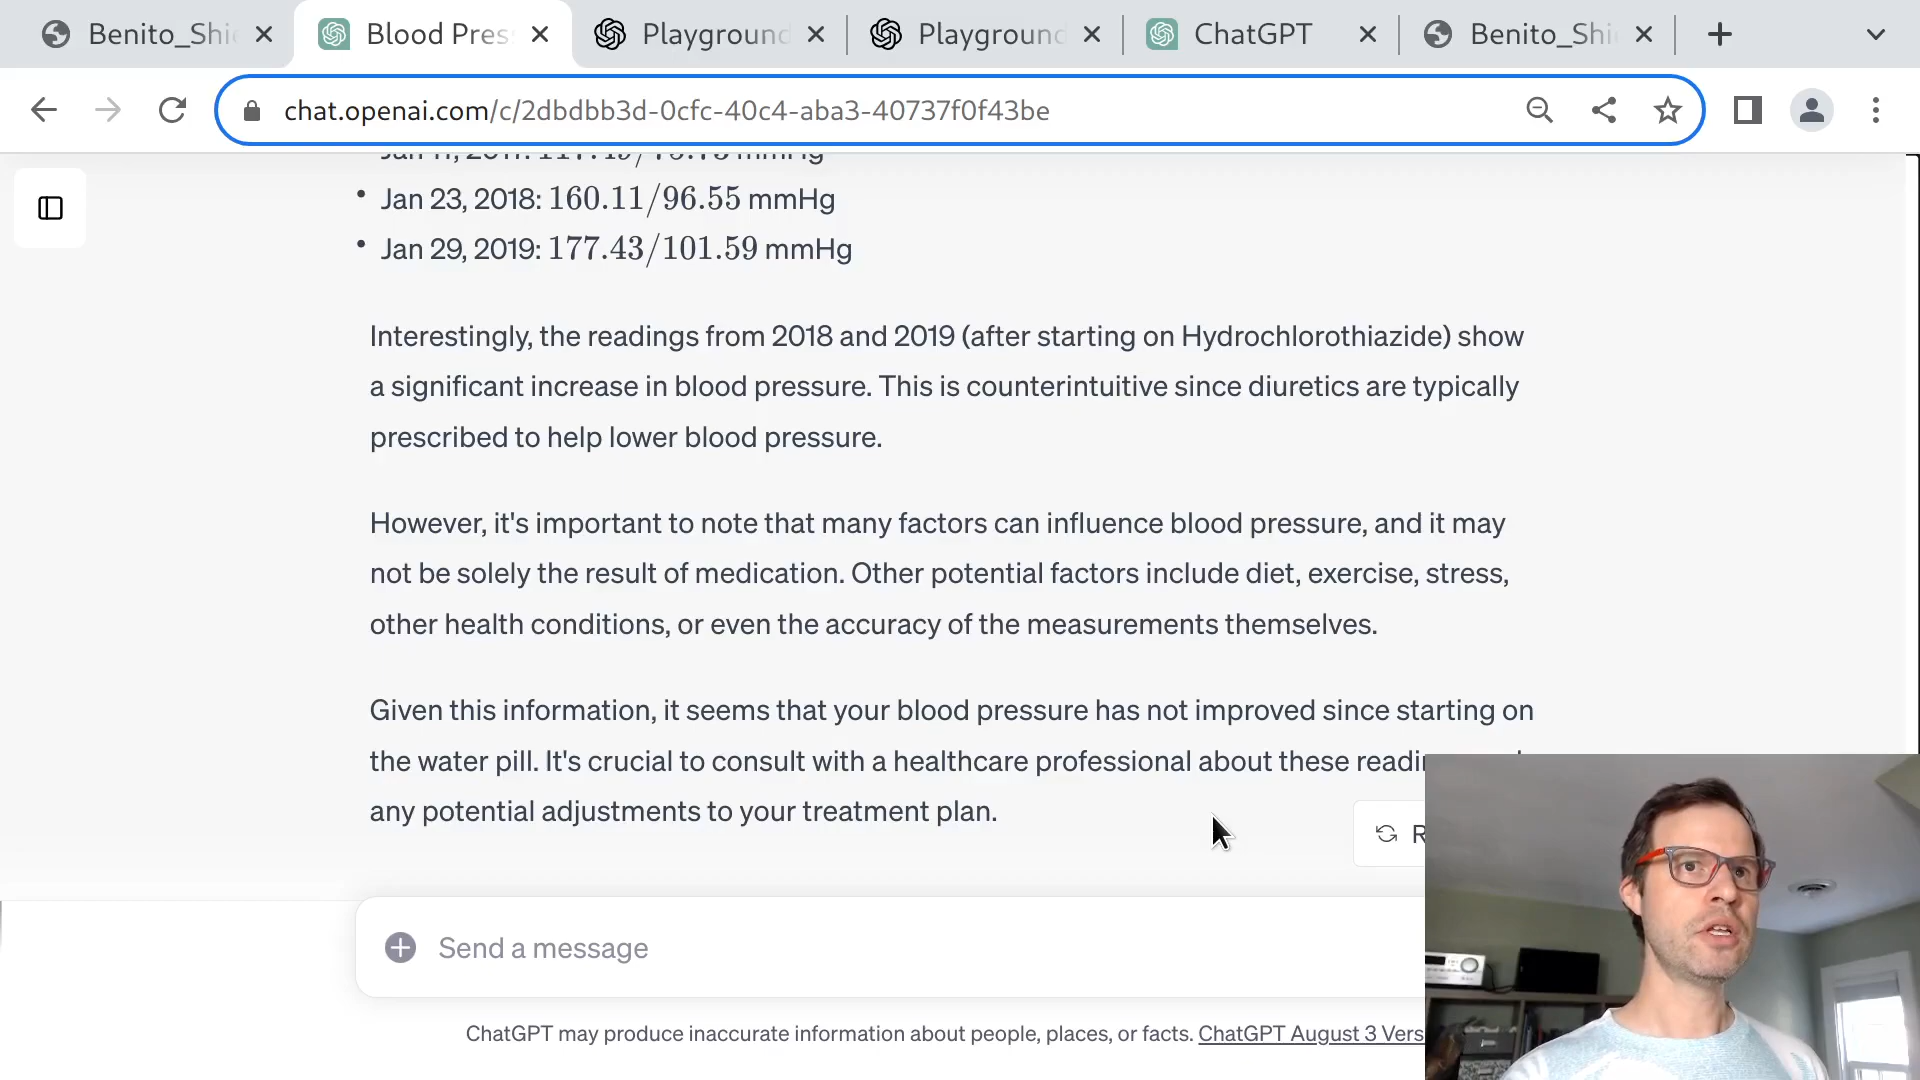 Benito_Shi
Blood Pres
Playground
Playground
ChatGPT
Benito_Shi
chat.openai.com/c/2dbdbb3d-0cfc-40c4-aba3-40737f0f43be
• Jan 23, 2018: 160.11/96.55 mmHg
• Jan 29, 2019: 177.43/101.59 mmHg
Interestingly, the readings from 2018 and 2019 (after starting on Hydrochlorothiazide) show
a significant increase in blood pressure. This is counterintuitive since diuretics are typically
prescribed to help lower blood pressure.
However, it's important to note that many factors can influence blood pressure, and it may
not be solely the result of medication. Other potential factors include diet, exercise, stress,
other health conditions, or even the accuracy of the measurements themselves.
Given this information, it seems that your blood pressure has not improved since starting on
the water pill. It's crucial to consult with a healthcare professional about these readi
any potential adjustments to your treatment plan.
R
Send a message
ChatGPT may produce inaccurate information about people, places, or facts. ChatGPT August 3 Vers